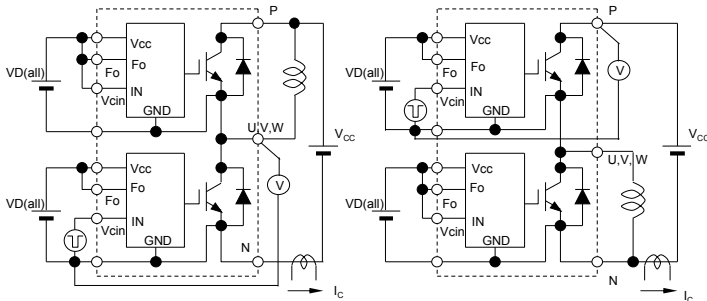 P
Vcc
Fo
VD(all)
Fo
IN
Vcin
GND
U,V,W
VCC
Vcc
Fo
VD(all)
Fo
IN
Vcin
GND
V
N
IC
P
Vcc
Fo
VD(all)
Fo
IN
Vcin
GND
V
U,V, W
VCC
Vcc
Fo
VD(all)
Fo
IN
Vcin
GND
N
IC